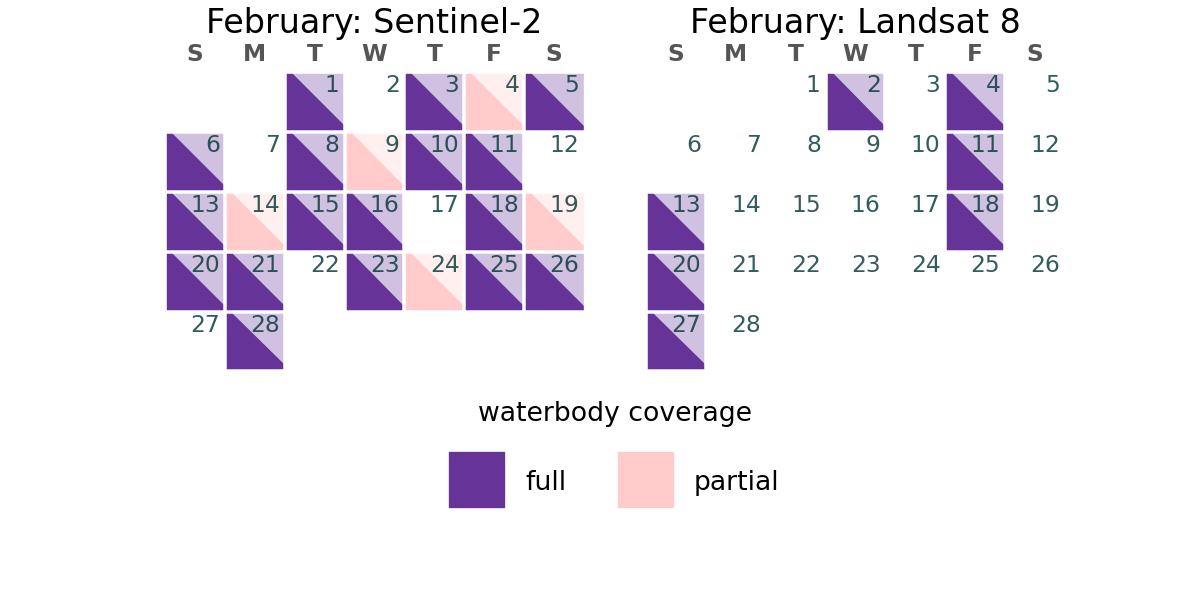 February: Sentinel-2
S M T W T F S
1 2 3 4 5
6 7 8 9 10 11 12
13 14 15 16 17 18 19
20 21 22 23 24 25 26
27 28
February: Landsat 8
S M T W T F S
1 2 3 4 5
6 7 8 9 10 11 12
13 14 15 16 17 18 19
20 21 22 23 24 25 26
27 28
waterbody coverage
full partial